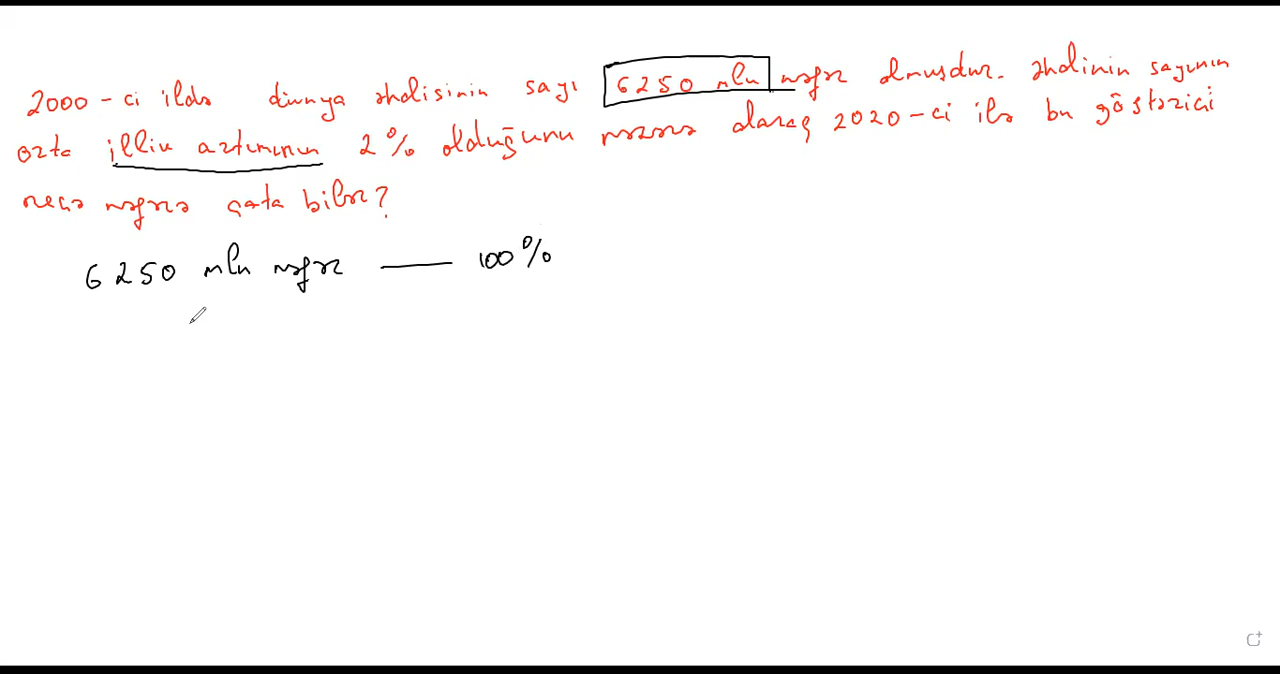 2000-ci ildə dünya əhalisinin sayı 6250 mln nəfər olmuşdur. Əhalinin sayının
orta illik artımının 2% olduğunu nəzərə alaraq 2020-ci ilə bu göstərici
neçə nəfərə çata bilər?
6250 mln nəfər — 100%